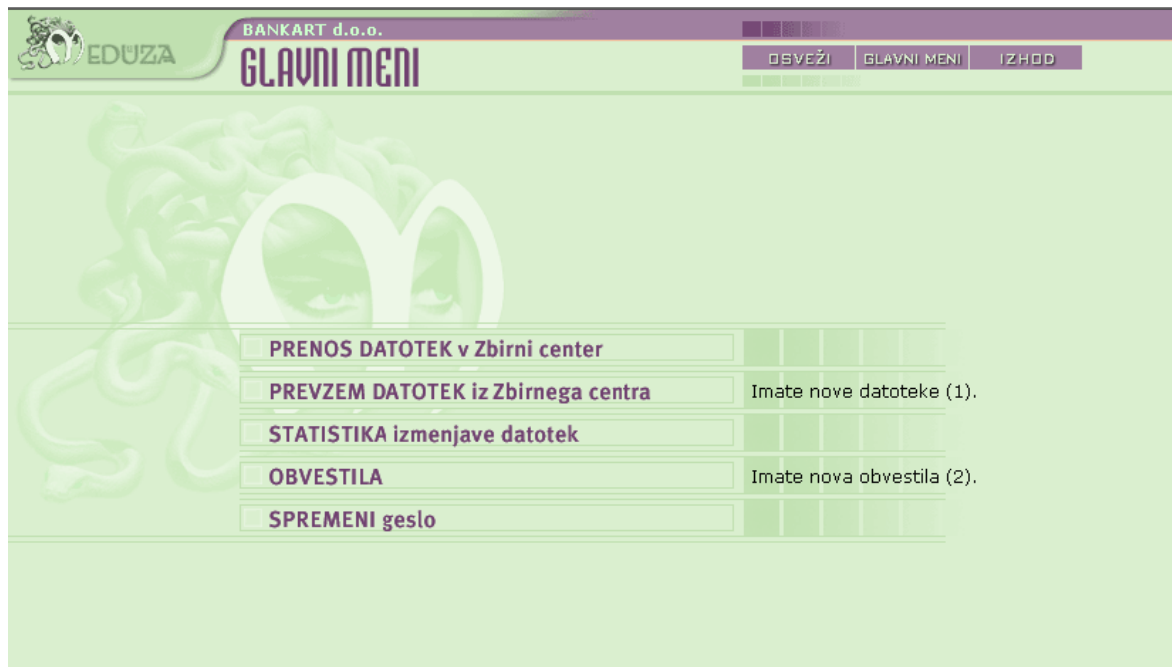 MEDUZA
BANKART d.o.o.
GLAVNI MENI
OSVEŽI GLAVNI MENI IZHOD
PRENOS DATOTEK v Zbirni center
PREVZEM DATOTEK iz Zbirnega centra Imate nove datoteke (1).
STATISTIKA izmenjave datotek
OBVESTILA Imate nova obvestila (2).
SPREMENI geslo